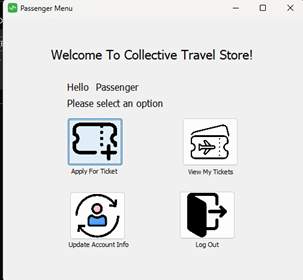 Passenger Menu
Welcome To Collective Travel Store!
Hello Passenger
Please select an option
Apply For Ticket
View My Tickets
Update Account Info
Log Out